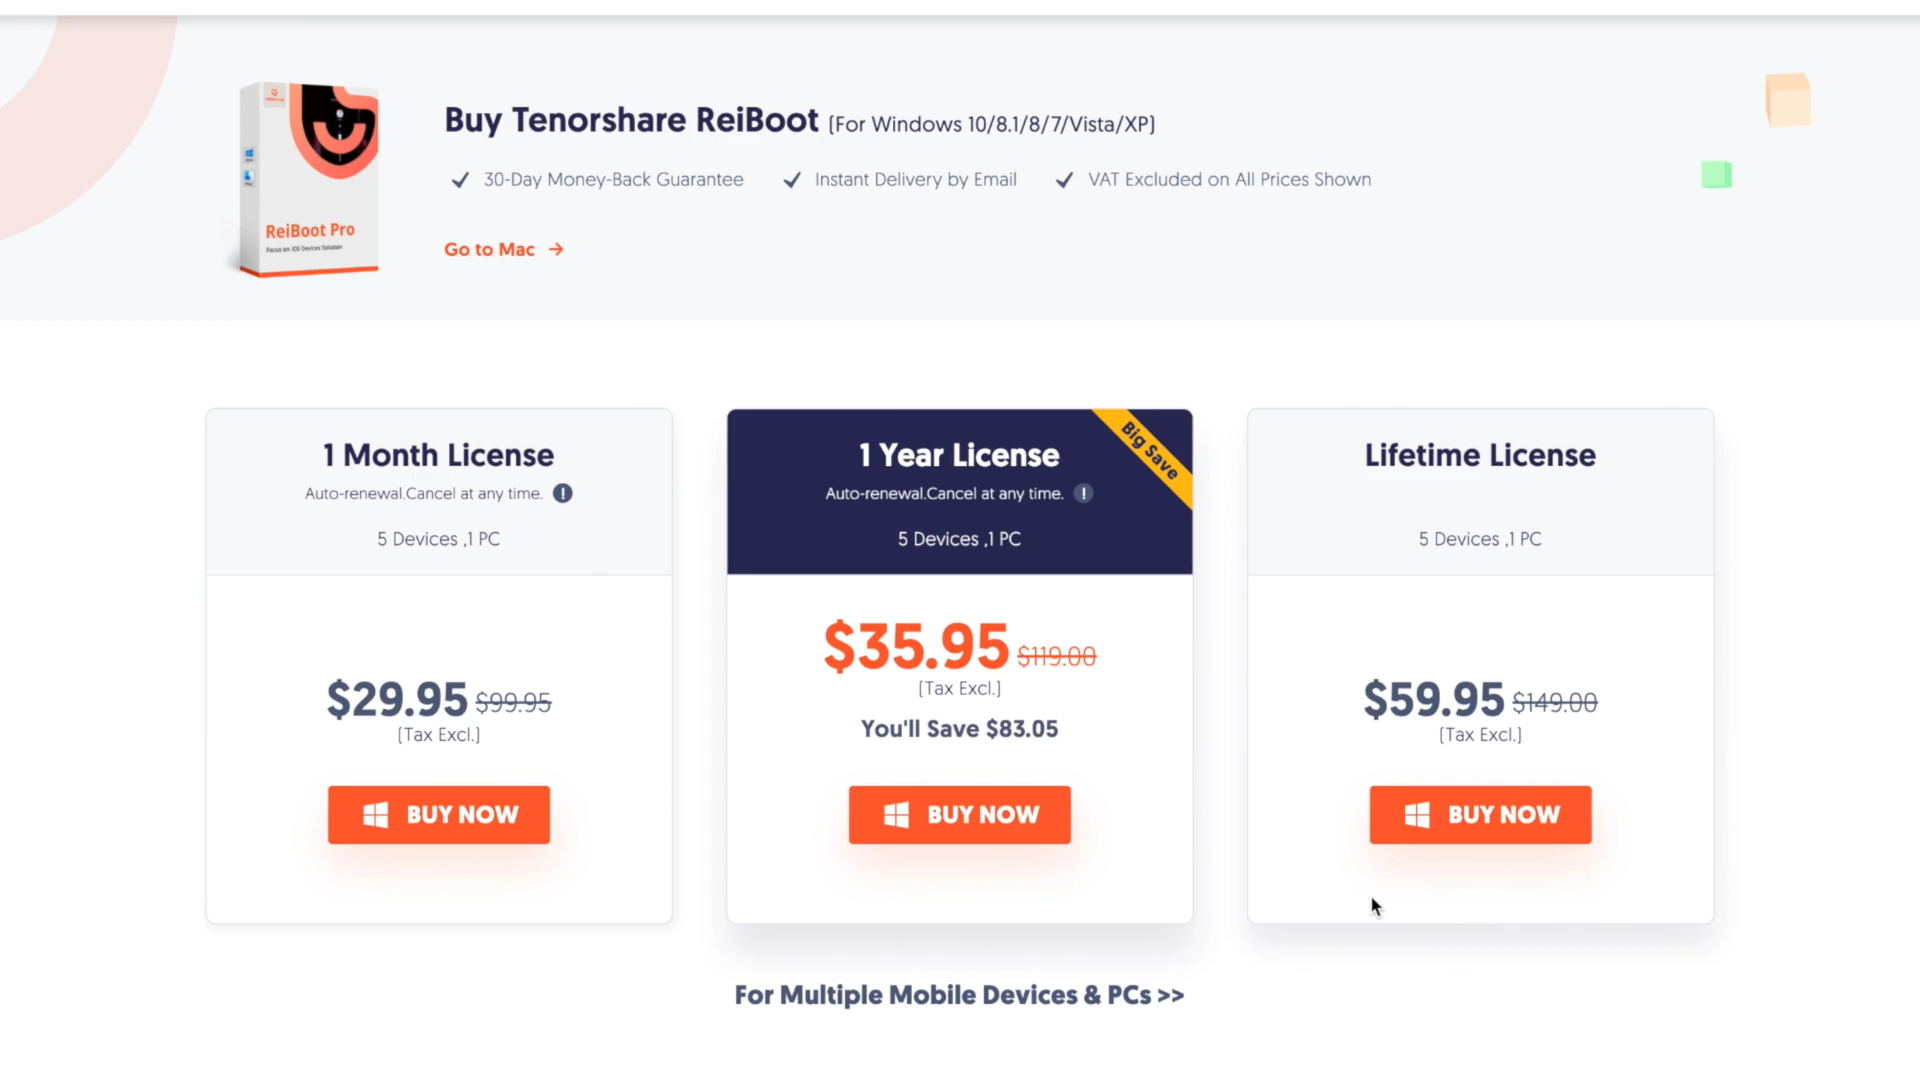 Buy Tenorshare ReiBoot (For Windows 10/8.1/8/7/Vista/XP)
30-Day Money-Back Guarantee
Instant Delivery by Email
VAT Excluded on All Prices Shown
Go to Mac →
ReiBoot Pro
Focus on iOS Devices Solution
1 Month License
Auto-renewal.Cancel at any time.
5 Devices ,1 PC
$29.95 $99.95
(Tax Excl.)
BUY NOW
1 Year License
Big Save
Auto-renewal.Cancel at any time.
5 Devices ,1 PC
$35.95 $119.00
(Tax Excl.)
You'll Save $83.05
BUY NOW
Lifetime License
5 Devices ,1 PC
$59.95 $149.00
(Tax Excl.)
BUY NOW
For Multiple Mobile Devices & PCs >>